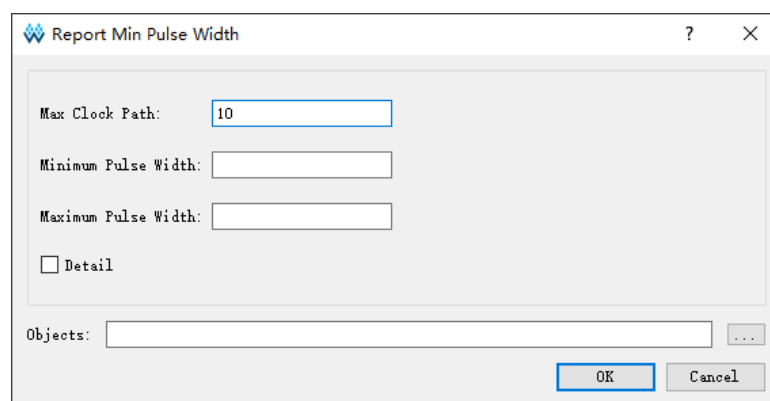 Report Min Pulse Width ?
Max Clock Path: 10
Minimum Pulse Width:
Maximum Pulse Width:
Detail
Objects: ...
OK Cancel